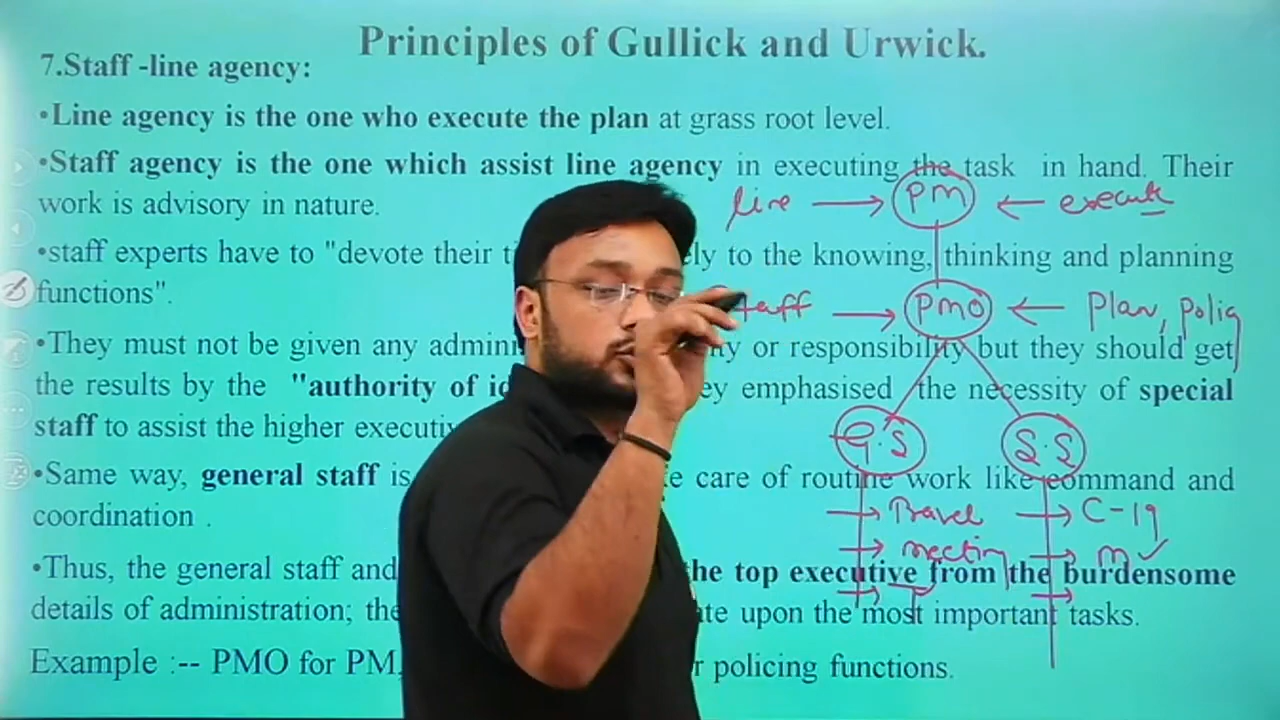 Principles of Gullick and Urwick.
7.Staff -line agency:
•Line agency is the one who execute the plan at grass root level.
•Staff agency is the one which assist line agency in executing the task in hand. Their
work is advisory in nature.
line → PM ← execute
•staff experts have to "devote their ly to the knowing, thinking and planning
functions".
taff → PMO ← Plan, polic
•They must not be given any admin y or responsibility but they should get
the results by the "authority of i ey emphasised the necessity of special
staff to assist the higher executi
G.S S.S
•Same way, general staff is e care of routine work like command and
coordination .
→ Travel → C-19
→ meeting → m ✓
•Thus, the general staff and he top executive from the burdensome
details of administration; the te upon the most important tasks.
Example :-- PMO for PM, r policing functions.